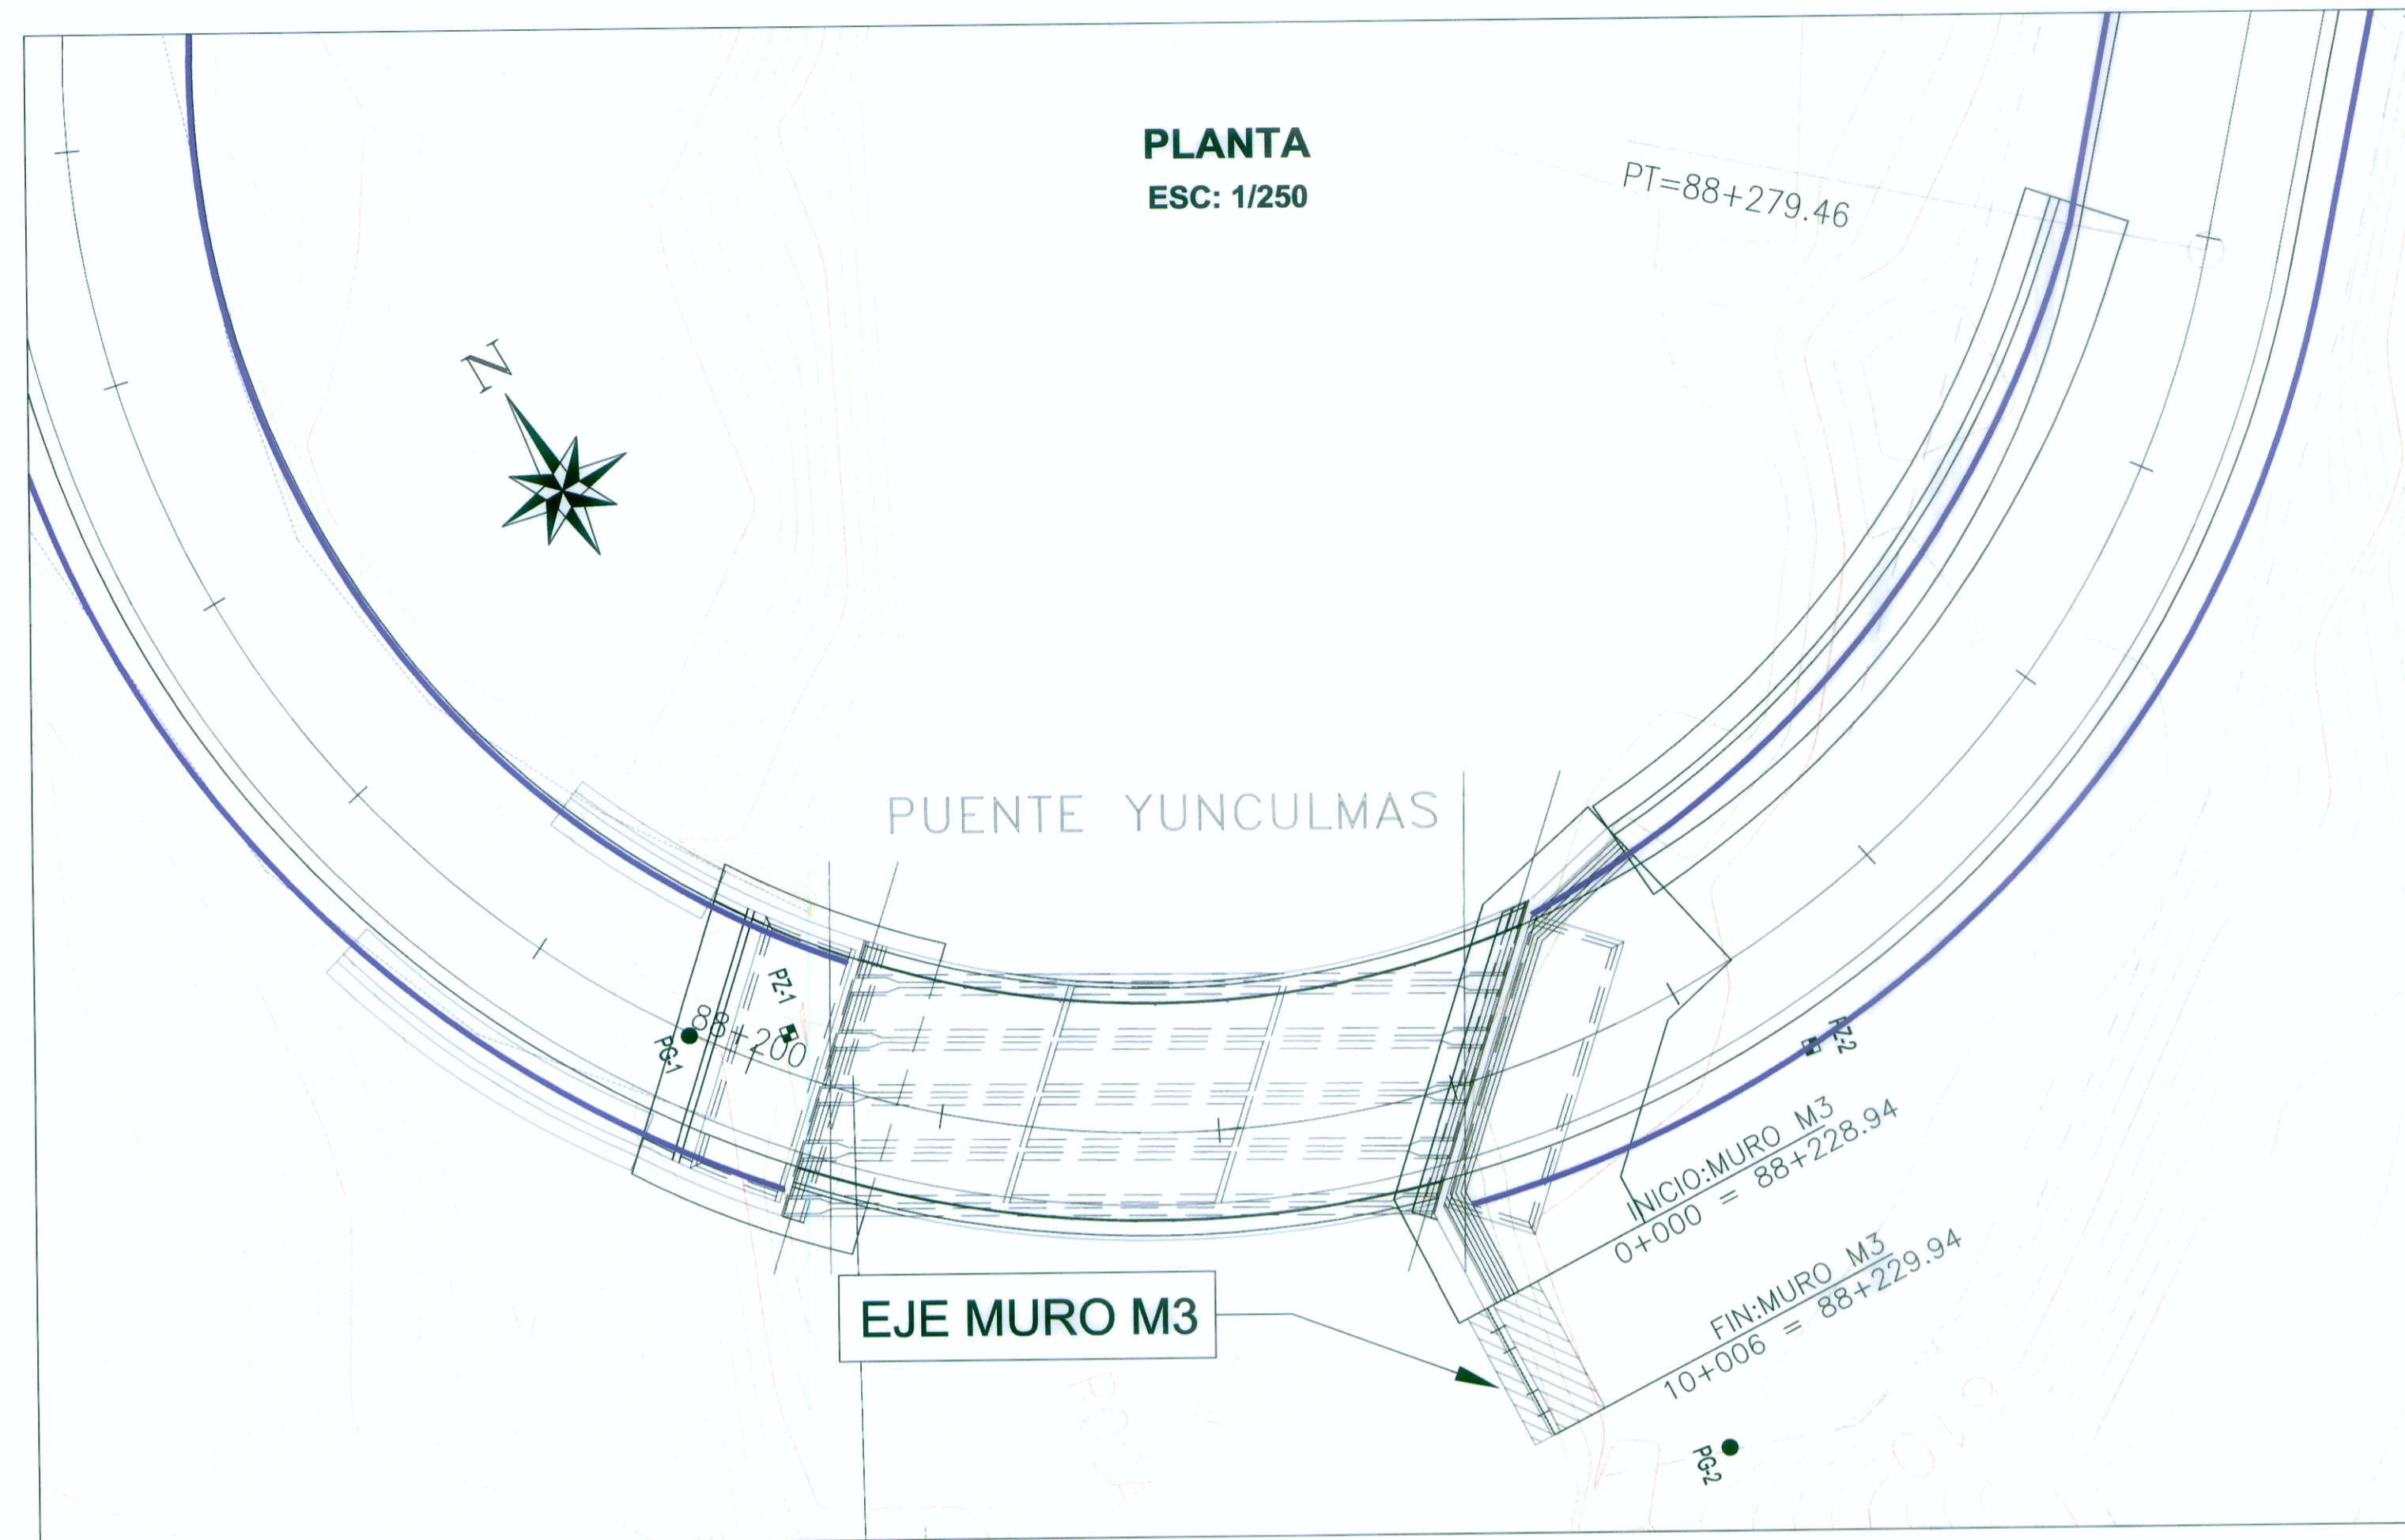 PLANTA
ESC: 1/250
PT=88+279.46
N
PUENTE YUNCULMAS
PZ-1
88+200
PG-1
PZ-2
INICIO:MURO M3
0+000 = 88+228.94
FIN:MURO M3
10+006 = 88+229.94
EJE MURO M3
PG-2